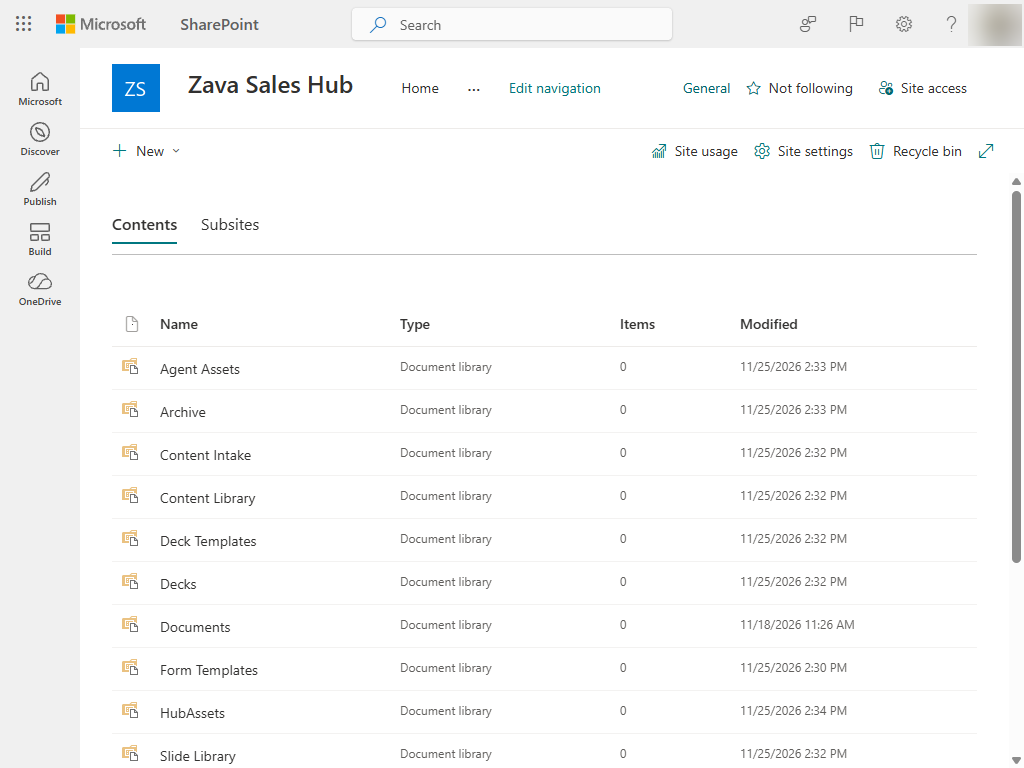 Microsoft SharePoint Search ?
Microsoft
Discover
Publish
Build
OneDrive
ZS Zava Sales Hub Home ... Edit navigation General Not following Site access
New Site usage Site settings Recycle bin
Contents Subsites
Name Type Items Modified
Agent Assets Document library 0 11/25/2026 2:33 PM
Archive Document library 0 11/25/2026 2:33 PM
Content Intake Document library 0 11/25/2026 2:32 PM
Content Library Document library 0 11/25/2026 2:32 PM
Deck Templates Document library 0 11/25/2026 2:32 PM
Decks Document library 0 11/25/2026 2:32 PM
Documents Document library 0 11/18/2026 11:26 AM
Form Templates Document library 0 11/25/2026 2:30 PM
HubAssets Document library 0 11/25/2026 2:34 PM
Slide Library Document library 0 11/25/2026 2:32 PM